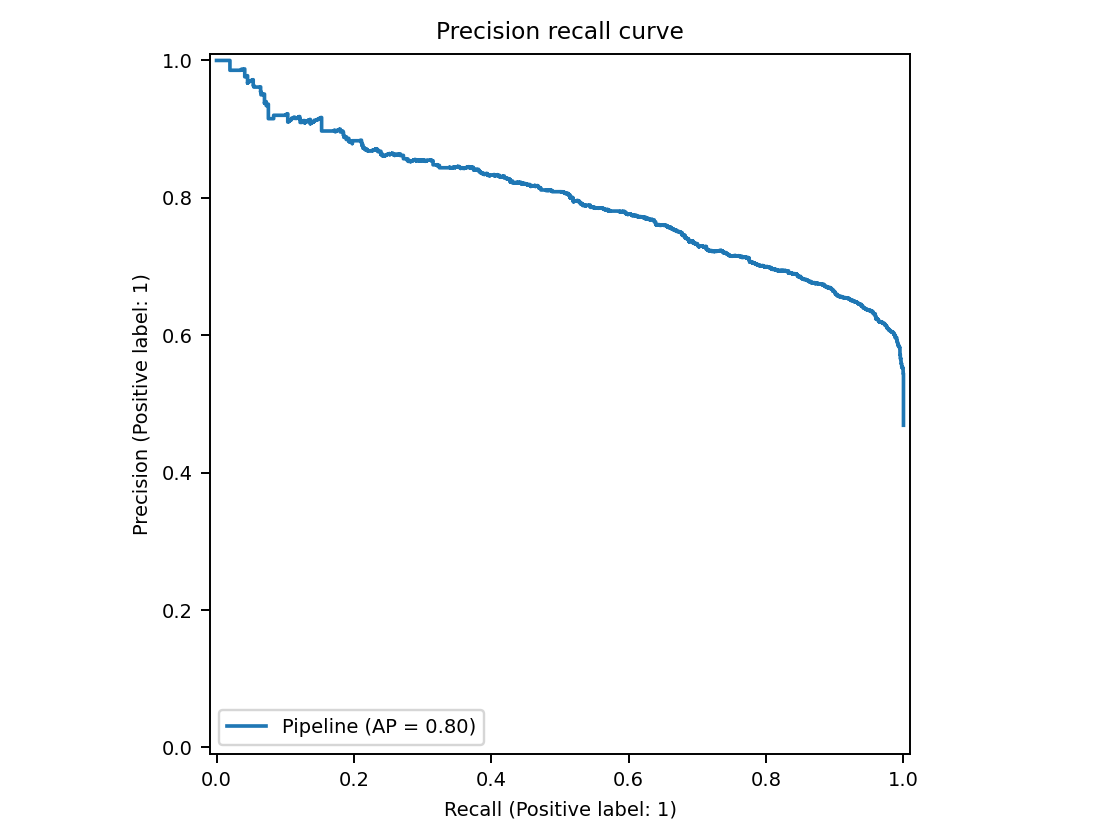 Precision recall curve
1.0
0.8
0.6
0.4
0.2
0.0
Precision (Positive label: 1)
Pipeline (AP = 0.80)
0.0 0.2 0.4 0.6 0.8 1.0
Recall (Positive label: 1)